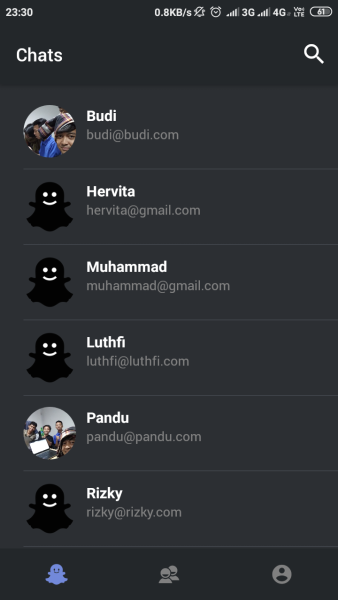 23:30
0.8KB/s 3G 4G Vo) LTE 61
Chats
Budi
budi@budi.com
Hervita
hervita@gmail.com
Muhammad
muhammad@gmail.com
Luthfi
luthfi@luthfi.com
Pandu
pandu@pandu.com
Rizky
rizky@rizky.com